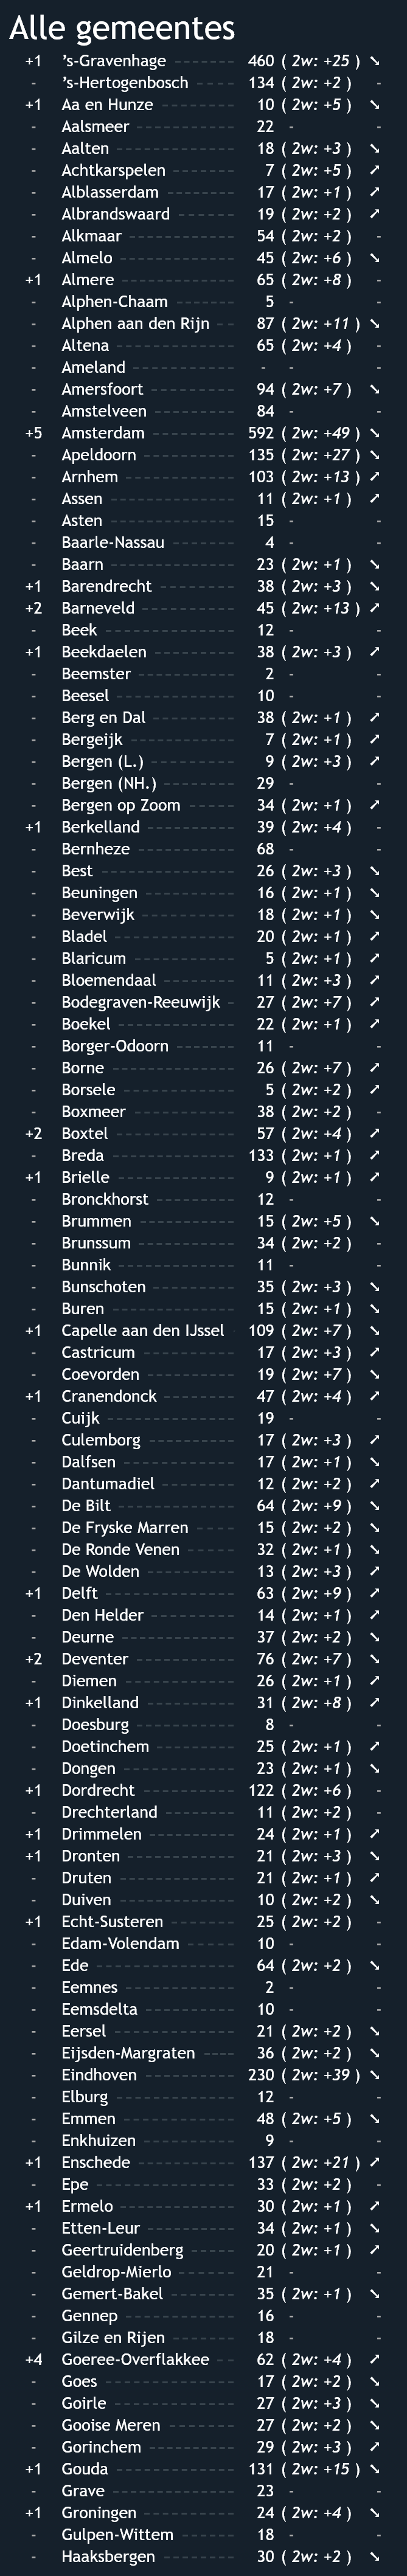 Alle gemeentes
+1 ’s-Gravenhage 460 ( 2w: +25 ) ➘
- ’s-Hertogenbosch 134 ( 2w: +2 ) -
+1 Aa en Hunze 10 ( 2w: +5 ) ➘
- Aalsmeer 22 - -
- Aalten 18 ( 2w: +3 ) ➘
- Achtkarspelen 7 ( 2w: +5 ) ➚
- Alblasserdam 17 ( 2w: +1 ) ➚
- Albrandswaard 19 ( 2w: +2 ) ➚
- Alkmaar 54 ( 2w: +2 ) -
- Almelo 45 ( 2w: +6 ) ➘
+1 Almere 65 ( 2w: +8 ) -
- Alphen-Chaam 5 - -
- Alphen aan den Rijn 87 ( 2w: +11 ) ➘
- Altena 65 ( 2w: +4 ) -
- Ameland - - -
- Amersfoort 94 ( 2w: +7 ) ➘
- Amstelveen 84 - -
+5 Amsterdam 592 ( 2w: +49 ) ➘
- Apeldoorn 135 ( 2w: +27 ) ➘
- Arnhem 103 ( 2w: +13 ) ➚
- Assen 11 ( 2w: +1 ) ➚
- Asten 15 - -
- Baarle-Nassau 4 - -
- Baarn 23 ( 2w: +1 ) ➘
+1 Barendrecht 38 ( 2w: +3 ) ➘
+2 Barneveld 45 ( 2w: +13 ) ➚
- Beek 12 - -
+1 Beekdaelen 38 ( 2w: +3 ) ➚
- Beemster 2 - -
- Beesel 10 - -
- Berg en Dal 38 ( 2w: +1 ) ➚
- Bergeijk 7 ( 2w: +1 ) ➚
- Bergen (L.) 9 ( 2w: +3 ) ➚
- Bergen (NH.) 29 - -
- Bergen op Zoom 34 ( 2w: +1 ) ➚
+1 Berkelland 39 ( 2w: +4 ) -
- Bernheze 68 - -
- Best 26 ( 2w: +3 ) ➘
- Beuningen 16 ( 2w: +1 ) ➘
- Beverwijk 18 ( 2w: +1 ) ➘
- Bladel 20 ( 2w: +1 ) ➚
- Blaricum 5 ( 2w: +1 ) ➚
- Bloemendaal 11 ( 2w: +3 ) ➚
- Bodegraven-Reeuwijk 27 ( 2w: +7 ) ➚
- Boekel 22 ( 2w: +1 ) ➚
- Borger-Odoorn 11 - -
- Borne 26 ( 2w: +7 ) ➚
- Borsele 5 ( 2w: +2 ) ➚
- Boxmeer 38 ( 2w: +2 ) -
+2 Boxtel 57 ( 2w: +4 ) ➚
- Breda 133 ( 2w: +1 ) ➚
+1 Brielle 9 ( 2w: +1 ) ➚
- Bronckhorst 12 - -
- Brummen 15 ( 2w: +5 ) ➘
- Brunssum 34 ( 2w: +2 ) -
- Bunnik 11 - -
- Bunschoten 35 ( 2w: +3 ) ➘
- Buren 15 ( 2w: +1 ) ➘
+1 Capelle aan den IJssel 109 ( 2w: +7 ) ➘
- Castricum 17 ( 2w: +3 ) ➚
- Coevorden 19 ( 2w: +7 ) ➘
+1 Cranendonck 47 ( 2w: +4 ) ➚
- Cuijk 19 - -
- Culemborg 17 ( 2w: +3 ) ➚
- Dalfsen 17 ( 2w: +1 ) ➘
- Dantumadiel 12 ( 2w: +2 ) ➚
- De Bilt 64 ( 2w: +9 ) ➘
- De Fryske Marren 15 ( 2w: +2 ) ➘
- De Ronde Venen 32 ( 2w: +1 ) ➘
- De Wolden 13 ( 2w: +3 ) ➚
+1 Delft 63 ( 2w: +9 ) ➚
- Den Helder 14 ( 2w: +1 ) ➚
- Deurne 37 ( 2w: +2 ) ➘
+2 Deventer 76 ( 2w: +7 ) ➘
- Diemen 26 ( 2w: +1 ) ➚
+1 Dinkelland 31 ( 2w: +8 ) ➚
- Doesburg 8 - -
- Doetinchem 25 ( 2w: +1 ) ➚
- Dongen 23 ( 2w: +1 ) ➘
+1 Dordrecht 122 ( 2w: +6 ) -
- Drechterland 11 ( 2w: +2 ) -
+1 Drimmelen 24 ( 2w: +1 ) ➚
+1 Dronten 21 ( 2w: +3 ) ➘
- Druten 21 ( 2w: +1 ) ➚
- Duiven 10 ( 2w: +2 ) ➘
+1 Echt-Susteren 25 ( 2w: +2 ) -
- Edam-Volendam 10 - -
- Ede 64 ( 2w: +2 ) ➘
- Eemnes 2 - -
- Eemsdelta 10 - -
- Eersel 21 ( 2w: +2 ) ➘
- Eijsden-Margraten 36 ( 2w: +2 ) ➘
- Eindhoven 230 ( 2w: +39 ) ➘
- Elburg 12 - -
- Emmen 48 ( 2w: +5 ) ➘
- Enkhuizen 9 - -
+1 Enschede 137 ( 2w: +21 ) ➚
- Epe 33 ( 2w: +2 ) -
+1 Ermelo 30 ( 2w: +1 ) ➚
- Etten-Leur 34 ( 2w: +1 ) ➘
- Geertruidenberg 20 ( 2w: +1 ) ➚
- Geldrop-Mierlo 21 - -
- Gemert-Bakel 35 ( 2w: +1 ) ➘
- Gennep 16 - -
- Gilze en Rijen 18 - -
+4 Goeree-Overflakkee 62 ( 2w: +4 ) ➚
- Goes 17 ( 2w: +2 ) ➘
- Goirle 27 ( 2w: +3 ) ➘
- Gooise Meren 27 ( 2w: +2 ) ➘
- Gorinchem 29 ( 2w: +3 ) ➚
+1 Gouda 131 ( 2w: +15 ) ➘
- Grave 23 - -
+1 Groningen 24 ( 2w: +4 ) ➘
- Gulpen-Wittem 18 - -
- Haaksbergen 30 ( 2w: +2 ) ➘